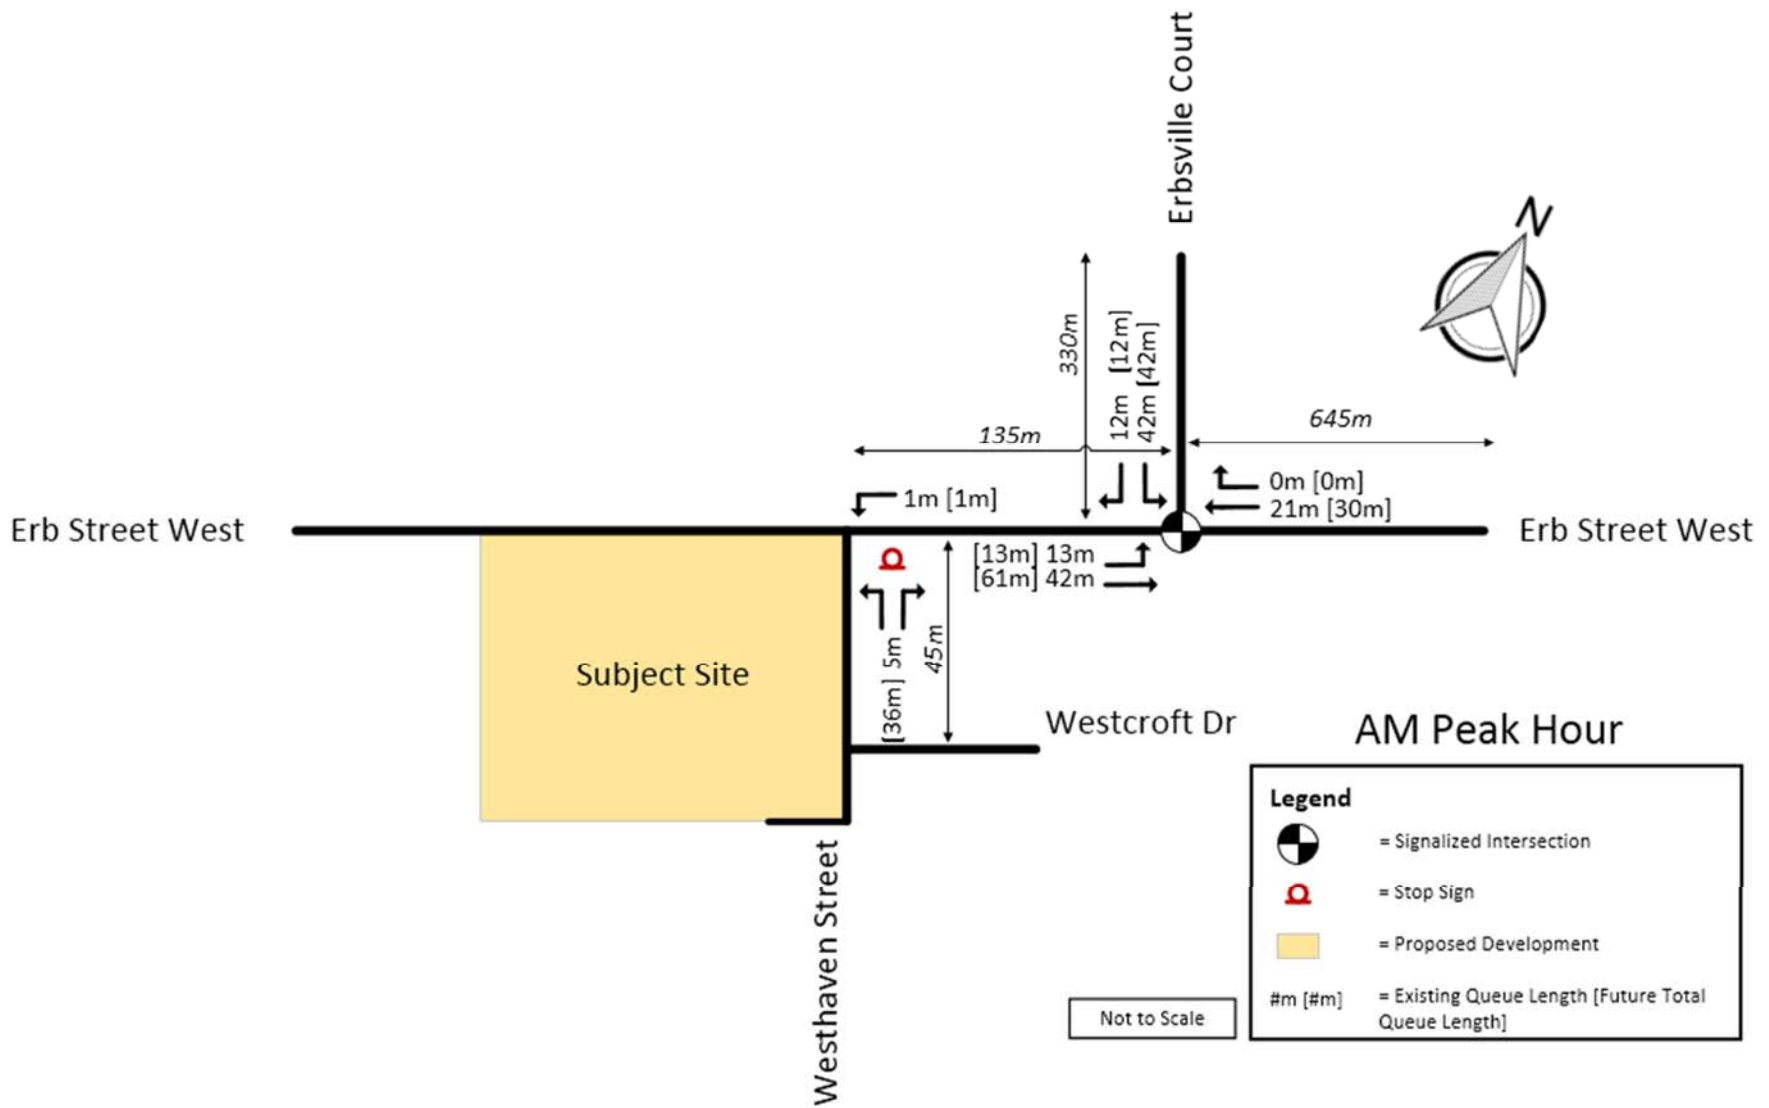 Erbsville Court
N
330m
12m [12m]
42m [42m]
645m
135m
0m [0m]
21m [30m]
1m [1m]
Erb Street West
Erb Street West
[13m] 13m
[61m] 42m
[36m] 5m
45m
Subject Site
Westcroft Dr
AM Peak Hour
Westhaven Street
Legend
= Signalized Intersection
= Stop Sign
= Proposed Development
#m [#m]
= Existing Queue Length [Future Total
Queue Length]
Not to Scale